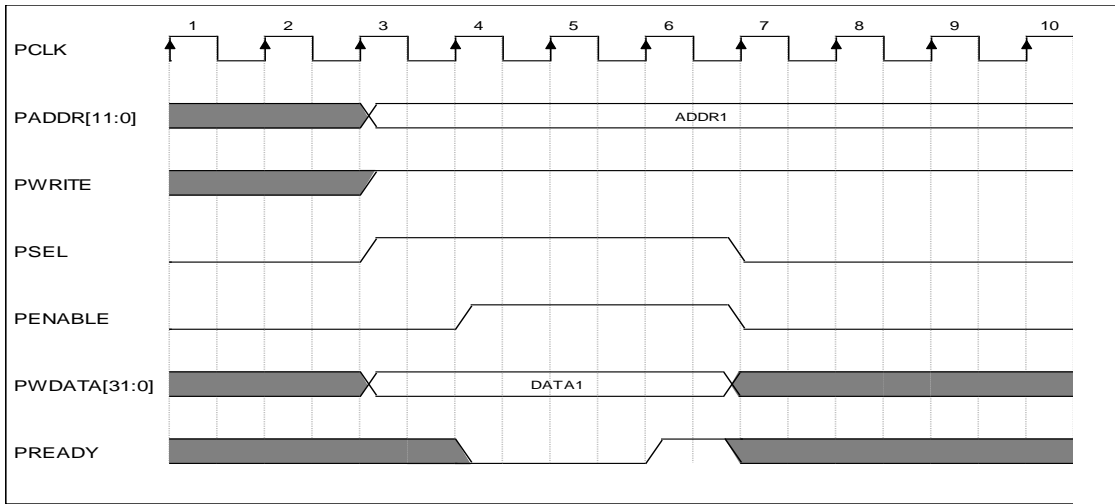 1 2 3 4 5 6 7 8 9 10
PCLK
PADDR[11:0] ADDR1
PWRITE
PSEL
PENABLE
PWDATA[31:0] DATA1
PREADY